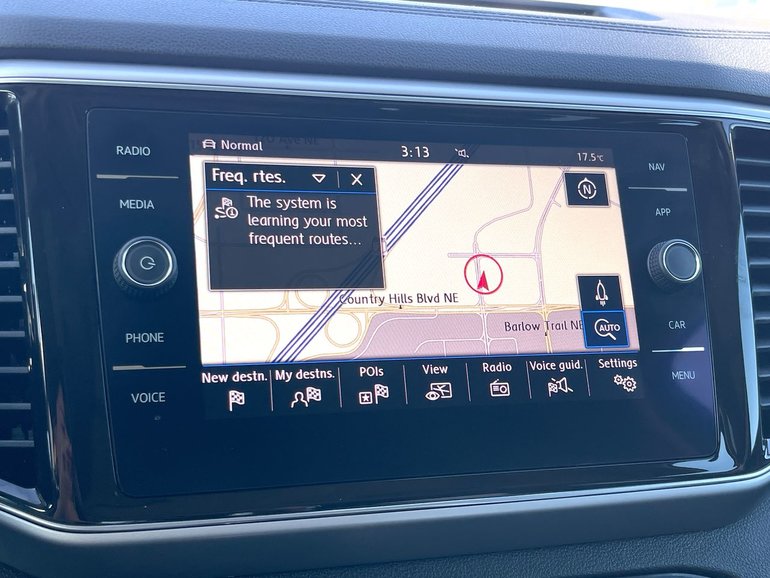 RADIO
MEDIA
PHONE
VOICE
Normal
3:13
17.5°C
Freq. rtes.
The system is
learning your most
frequent routes...
N
Country Hills Blvd NE
Barlow Trail NE
AUTO
New destn.
My destns.
POIs
View
Radio
Voice guid.
Settings
NAV
APP
CAR
MENU